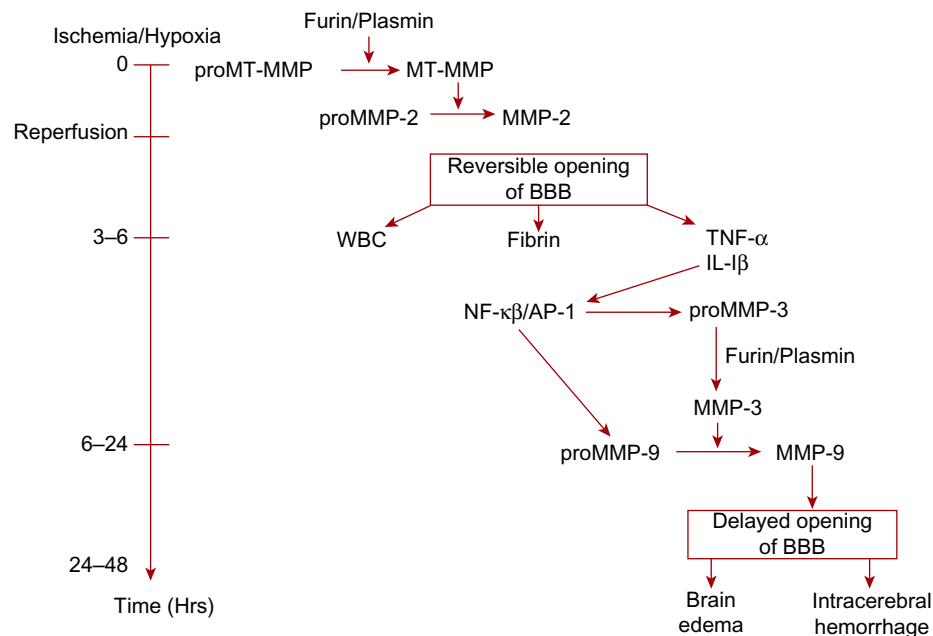 Furin/Plasmin
Ischemia/Hypoxia
0
proMT-MMP
MT-MMP
proMMP-2
MMP-2
Reperfusion
Reversible opening
of BBB
3–6
WBC
Fibrin
TNF-α
IL-Iβ
NF-κβ/AP-1
proMMP-3
Furin/Plasmin
MMP-3
6–24
proMMP-9
MMP-9
Delayed opening
of BBB
24–48
Time (Hrs)
Brain
edema
Intracerebral
hemorrhage